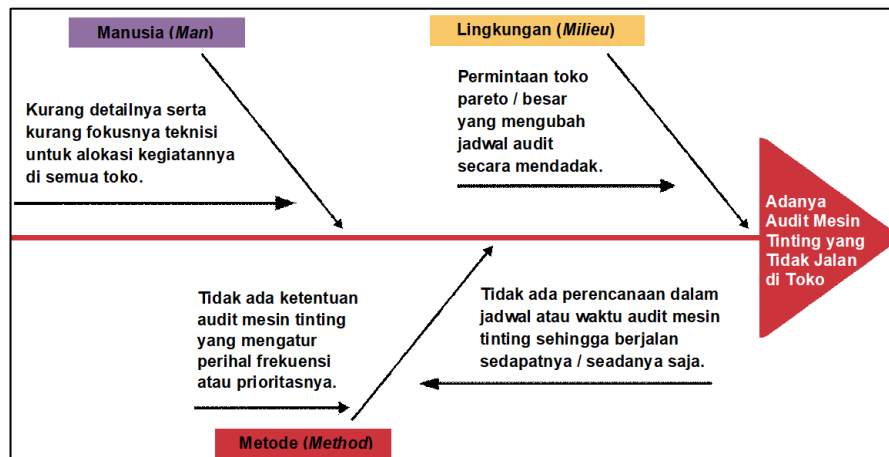 Manusia (Man)
Lingkungan (Milieu)
Kurang detailnya serta
kurang fokusnya teknisi
untuk alokasi kegiatannya
di semua toko.
Permintaan toko
pareto / besar
yang mengubah
jadwal audit
secara mendadak.
Adanya
Audit Mesin
Tinting yang
Tidak Jalan
di Toko
Tidak ada ketentuan
audit mesin tinting
yang mengatur
perihal frekuensi
atau prioritasnya.
Tidak ada perencanaan dalam
jadwal atau waktu audit mesin
tinting sehingga berjalan
sedapatnya / seadanya saja.
Metode (Method)